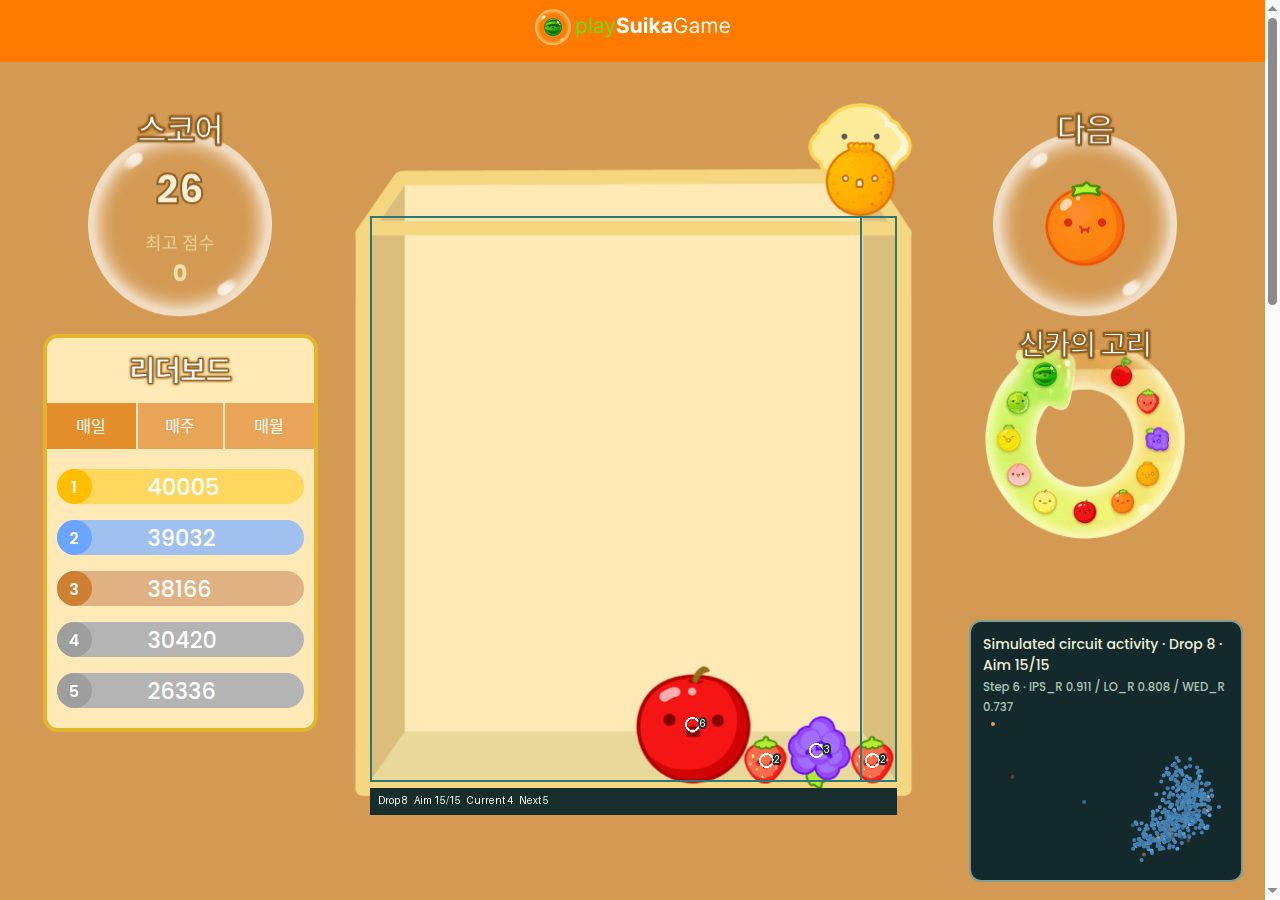 playSuikaGame
스코어
26
최고 점수
0
리더보드
매일 매주 매월
1 40005
2 39032
3 38166
4 30420
5 26336
6
2
3
2
Drop 8 Aim 15/15 Current 4 Next 5
다음
신카의 고리
Simulated circuit activity · Drop 8 ·
Aim 15/15
Step 6 · IPS_R 0.911 / LO_R 0.808 / WED_R
0.737